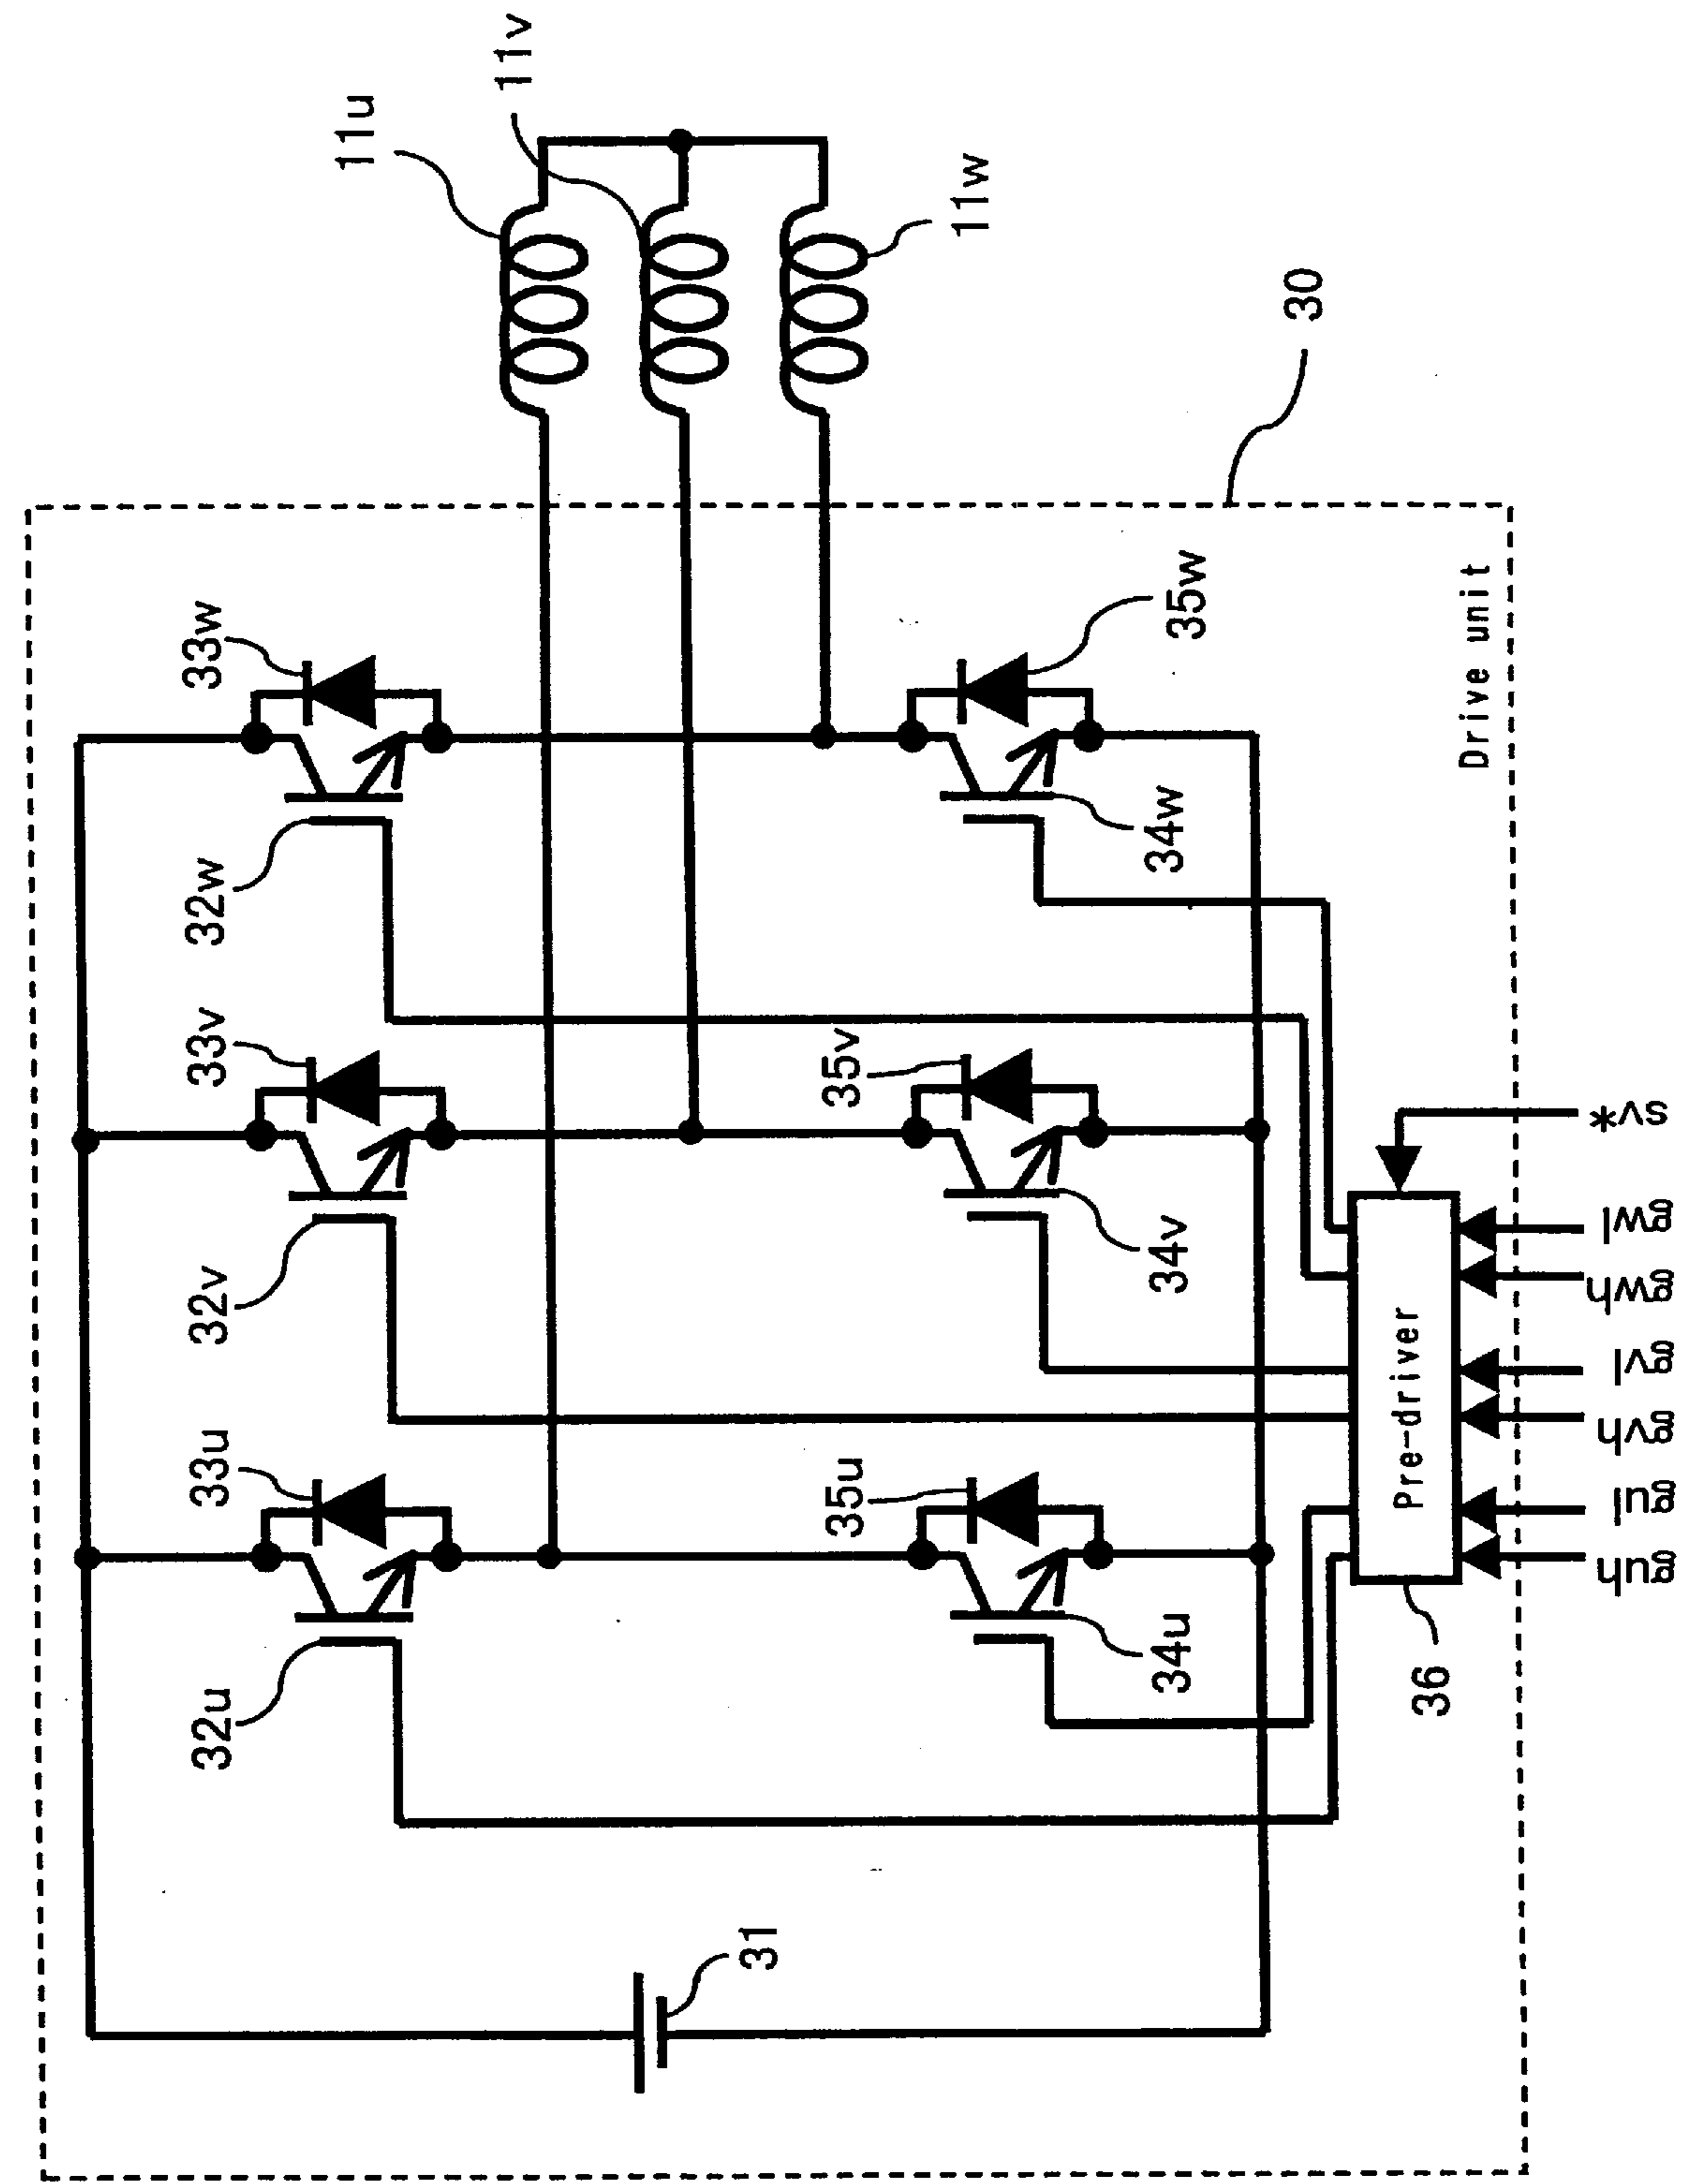 11v
11u
11w
30
33w
35w
Drive unit
32w
34w
33v
35v
sv*
32v
34v
gwl
gwh
Pre-driver
gvl
gvh
33u
35u
gul
guh
32u
34u
36
31